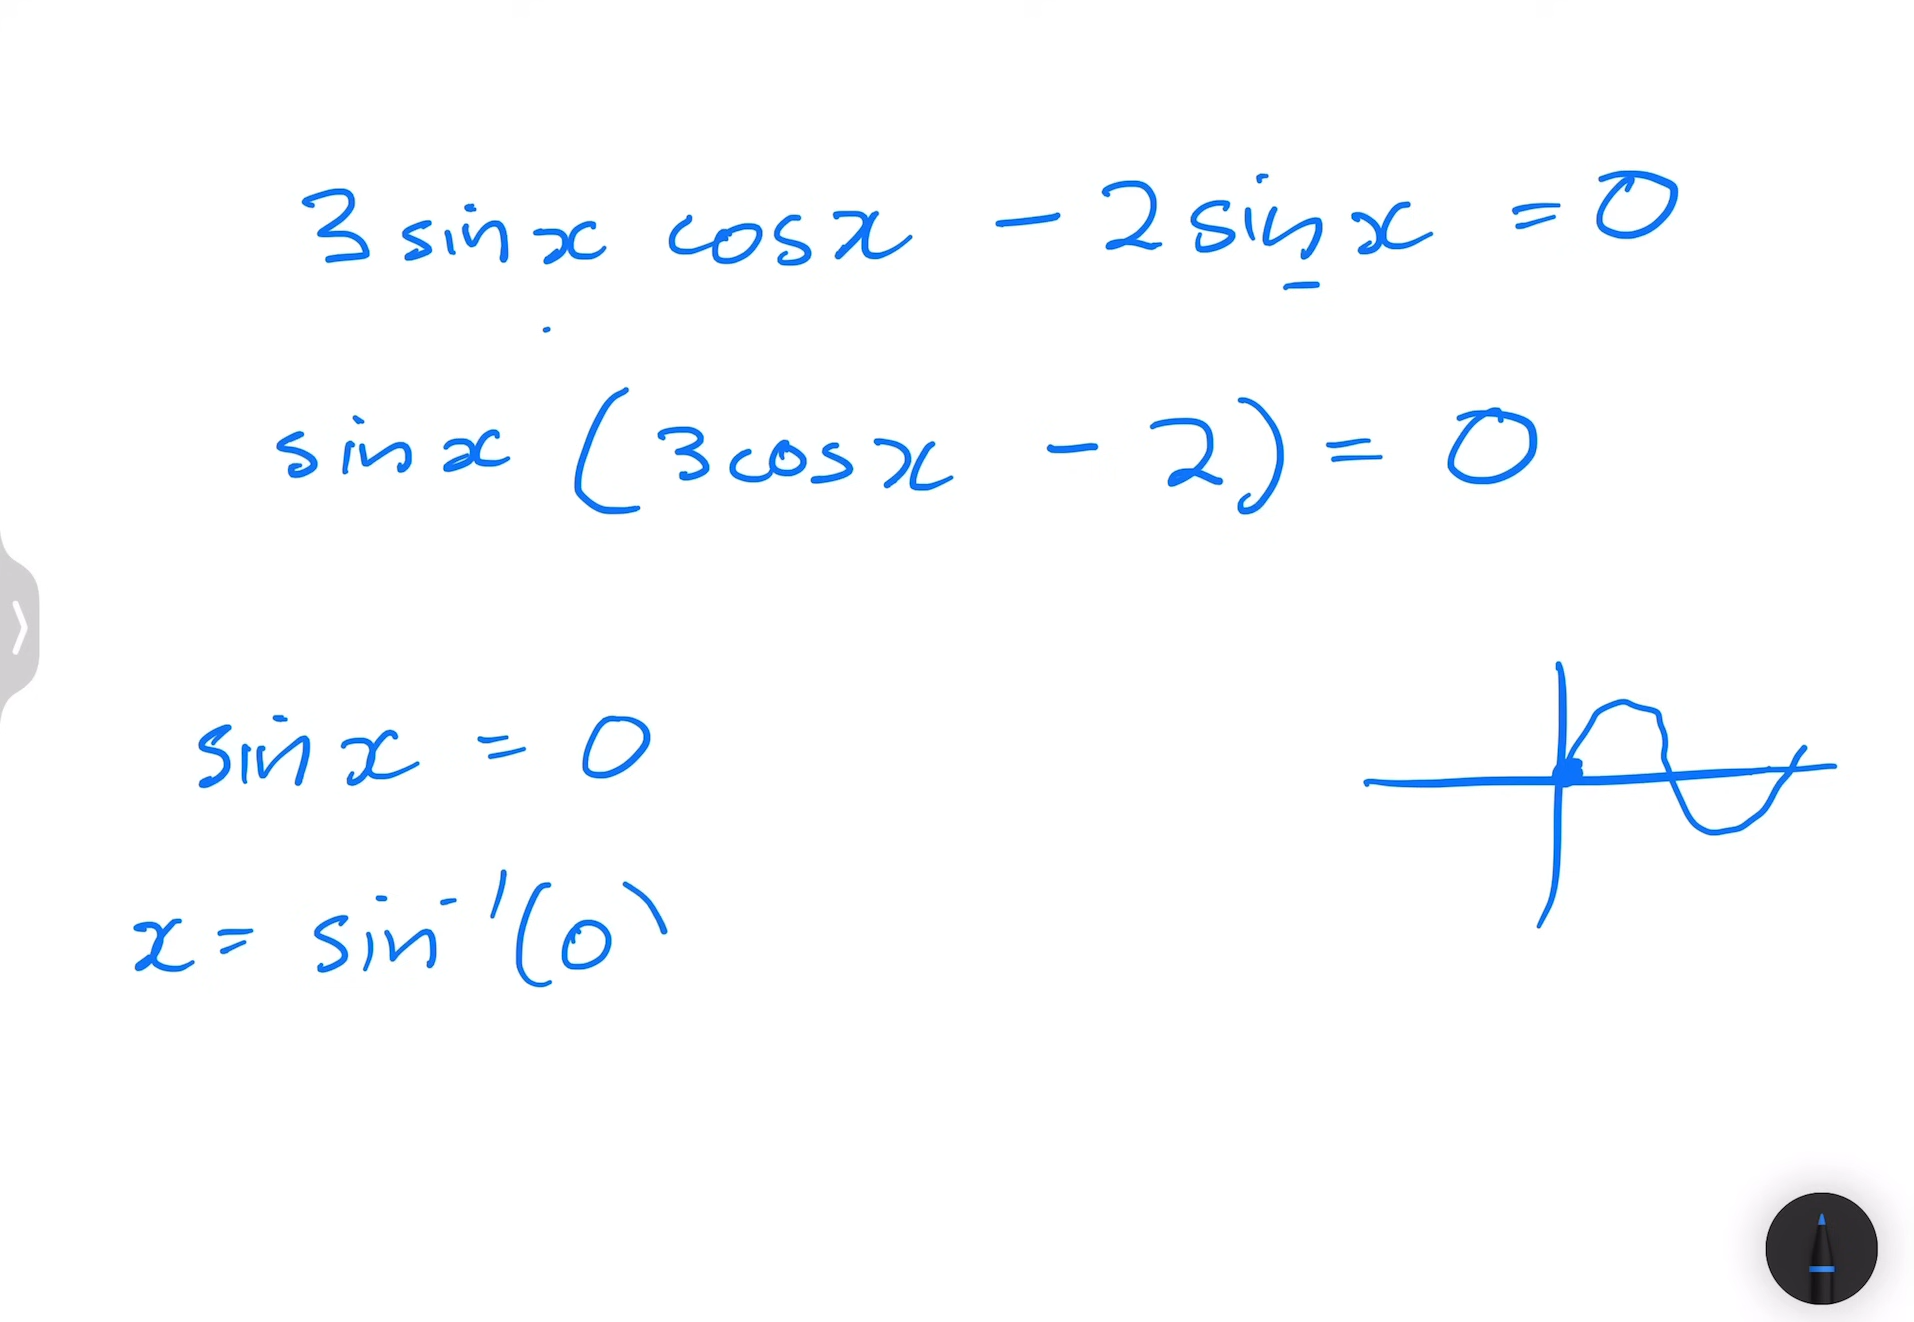 3 sin x cos x - 2 sin x = 0
sin x (3 cos x - 2) = 0
sin x = 0
x = sin⁻¹(0)